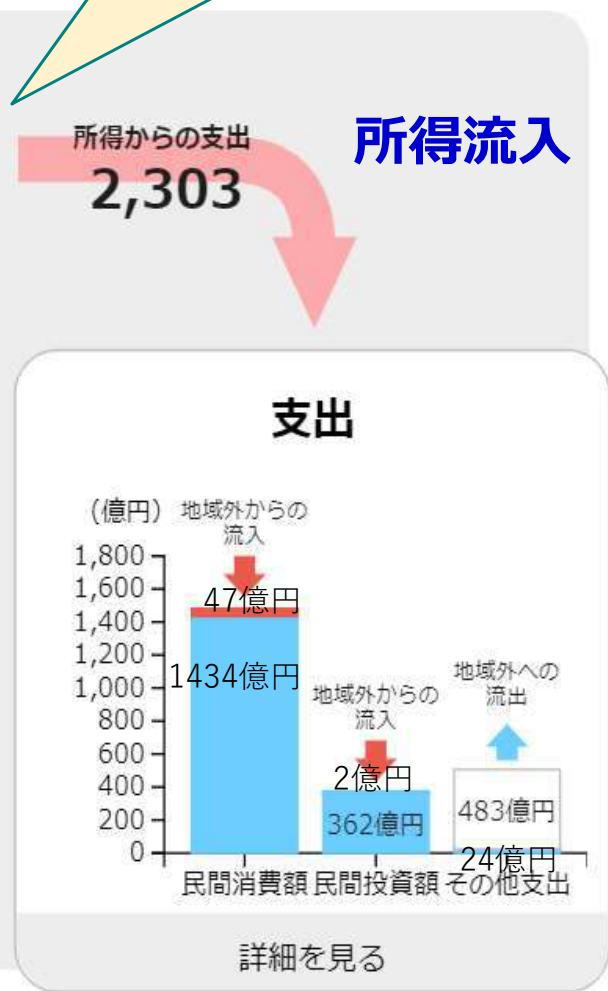 所得からの支出
2,303
所得流入
支出
(億円)
地域外からの
流入
1,800
1,600
1,400
1,200
1,000
800
600
400
200
0
47億円
1434億円
地域外からの
流入
2億円
362億円
地域外への
流出
483億円
24億円
民間消費額 民間投資額 その他支出
詳細を見る